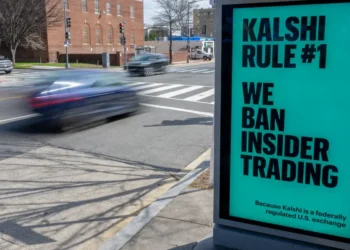 KALSHI
RULE #1
WE
BAN
INSIDER
TRADING
Because Kalshi is a federally
regulated U.S. exchange